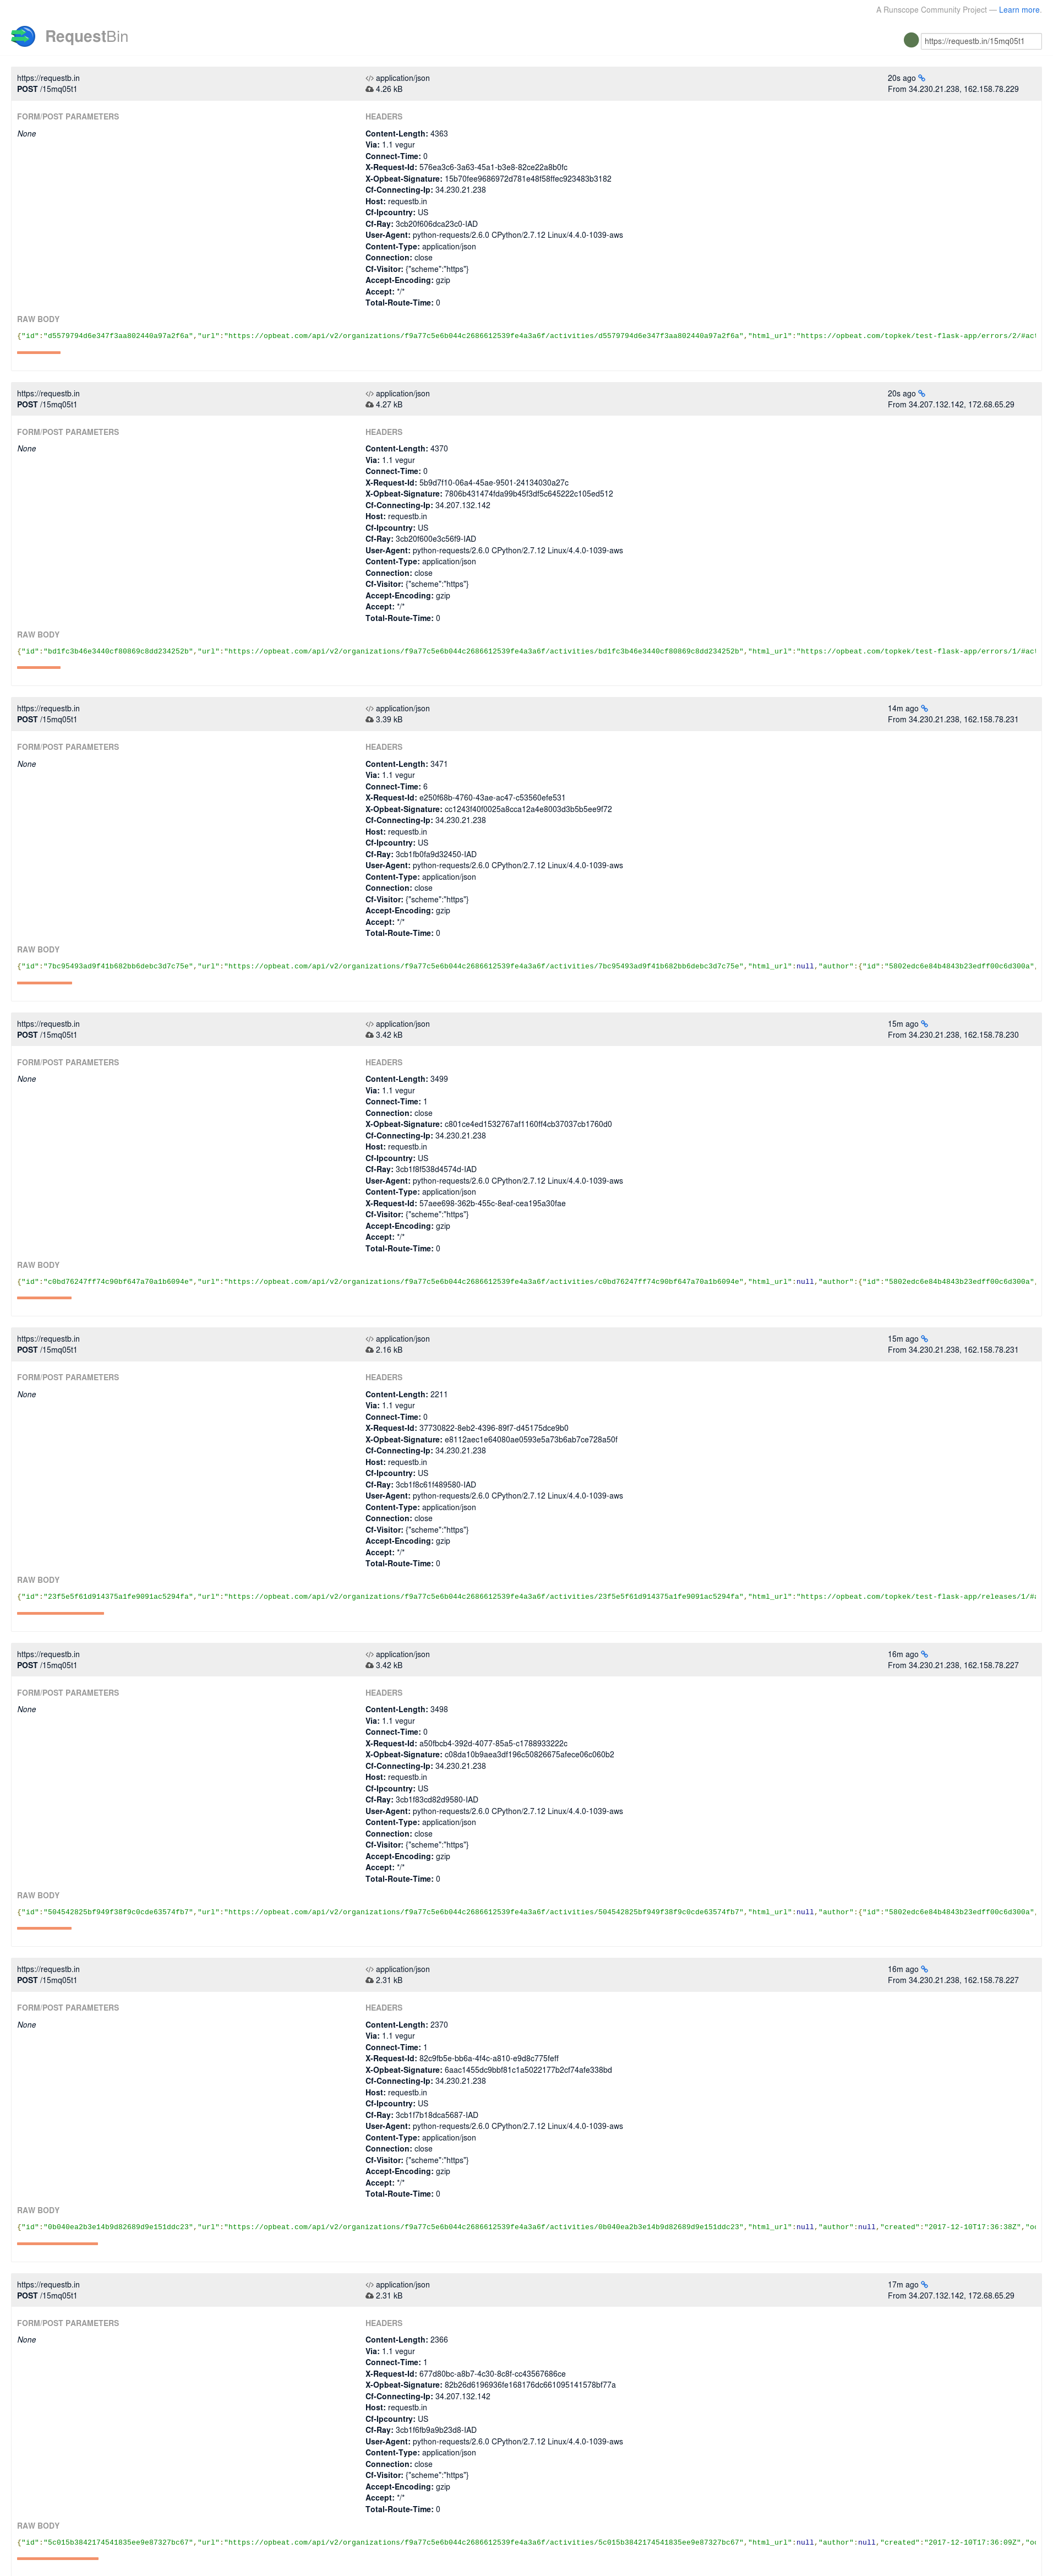 A Runscope Community Project — Learn more.
RequestBin
https://requestb.in/15mq05t1
https://requestb.in
POST /15mq05t1
application/json
4.26 kB
20s ago
From 34.230.21.238, 162.158.78.229
FORM/POST PARAMETERS
None
HEADERS
Content-Length: 4363
Via: 1.1 vegur
Connect-Time: 0
X-Request-Id: 576ea3c6-3a63-45a1-b3e8-82ce22a8b0fc
X-Opbeat-Signature: 15b70fee9686972d781e48f58ffec923483b3182
Cf-Connecting-Ip: 34.230.21.238
Host: requestb.in
Cf-Ipcountry: US
Cf-Ray: 3cb20f606dca23c0-IAD
User-Agent: python-requests/2.6.0 CPython/2.7.12 Linux/4.4.0-1039-aws
Content-Type: application/json
Connection: close
Cf-Visitor: {"scheme":"https"}
Accept-Encoding: gzip
Accept: */*
Total-Route-Time: 0
RAW BODY
{"id":"d5579794d6e347f3aa802440a97a2f6a","url":"https://opbeat.com/api/v2/organizations/f9a77c5e6b044c2686612539fe4a3a6f/activities/d5579794d6e347f3aa802440a97a2f6a","html_url":"https://opbeat.com/topkek/test-flask-app/errors/2/#act
https://requestb.in
POST /15mq05t1
application/json
4.27 kB
20s ago
From 34.207.132.142, 172.68.65.29
FORM/POST PARAMETERS
None
HEADERS
Content-Length: 4370
Via: 1.1 vegur
Connect-Time: 0
X-Request-Id: 5b9d7f10-06a4-45ae-9501-24134030a27c
X-Opbeat-Signature: 7806b431474fda99b45f3df5c645222c105ed512
Cf-Connecting-Ip: 34.207.132.142
Host: requestb.in
Cf-Ipcountry: US
Cf-Ray: 3cb20f600e3c56f9-IAD
User-Agent: python-requests/2.6.0 CPython/2.7.12 Linux/4.4.0-1039-aws
Content-Type: application/json
Connection: close
Cf-Visitor: {"scheme":"https"}
Accept-Encoding: gzip
Accept: */*
Total-Route-Time: 0
RAW BODY
{"id":"bd1fc3b46e3440cf80869c8dd234252b","url":"https://opbeat.com/api/v2/organizations/f9a77c5e6b044c2686612539fe4a3a6f/activities/bd1fc3b46e3440cf80869c8dd234252b","html_url":"https://opbeat.com/topkek/test-flask-app/errors/1/#act
https://requestb.in
POST /15mq05t1
application/json
3.39 kB
14m ago
From 34.230.21.238, 162.158.78.231
FORM/POST PARAMETERS
None
HEADERS
Content-Length: 3471
Via: 1.1 vegur
Connect-Time: 6
X-Request-Id: e250f68b-4760-43ae-ac47-c53560efe531
X-Opbeat-Signature: cc1243f40f0025a8cca12a4e8003d3b5b5ee9f72
Cf-Connecting-Ip: 34.230.21.238
Host: requestb.in
Cf-Ipcountry: US
Cf-Ray: 3cb1fb0fa9d32450-IAD
User-Agent: python-requests/2.6.0 CPython/2.7.12 Linux/4.4.0-1039-aws
Content-Type: application/json
Connection: close
Cf-Visitor: {"scheme":"https"}
Accept-Encoding: gzip
Accept: */*
Total-Route-Time: 0
RAW BODY
{"id":"7bc95493ad9f41b682bb6debc3d7c75e","url":"https://opbeat.com/api/v2/organizations/f9a77c5e6b044c2686612539fe4a3a6f/activities/7bc95493ad9f41b682bb6debc3d7c75e","html_url":null,"author":{"id":"5802edc6e84b4843b23edff00c6d300a",
https://requestb.in
POST /15mq05t1
application/json
3.42 kB
15m ago
From 34.230.21.238, 162.158.78.230
FORM/POST PARAMETERS
None
HEADERS
Content-Length: 3499
Via: 1.1 vegur
Connect-Time: 1
Connection: close
X-Opbeat-Signature: c801ce4ed1532767af1160ff4cb37037cb1760d0
Cf-Connecting-Ip: 34.230.21.238
Host: requestb.in
Cf-Ipcountry: US
Cf-Ray: 3cb1f8f538d4574d-IAD
User-Agent: python-requests/2.6.0 CPython/2.7.12 Linux/4.4.0-1039-aws
Content-Type: application/json
X-Request-Id: 57aee698-362b-455c-8eaf-cea195a30fae
Cf-Visitor: {"scheme":"https"}
Accept-Encoding: gzip
Accept: */*
Total-Route-Time: 0
RAW BODY
{"id":"c0bd76247ff74c90bf647a70a1b6094e","url":"https://opbeat.com/api/v2/organizations/f9a77c5e6b044c2686612539fe4a3a6f/activities/c0bd76247ff74c90bf647a70a1b6094e","html_url":null,"author":{"id":"5802edc6e84b4843b23edff00c6d300a",
https://requestb.in
POST /15mq05t1
application/json
2.16 kB
15m ago
From 34.230.21.238, 162.158.78.231
FORM/POST PARAMETERS
None
HEADERS
Content-Length: 2211
Via: 1.1 vegur
Connect-Time: 0
X-Request-Id: 37730822-8eb2-4396-89f7-d45175dce9b0
X-Opbeat-Signature: e8112aec1e64080ae0593e5a73b6ab7ce728a50f
Cf-Connecting-Ip: 34.230.21.238
Host: requestb.in
Cf-Ipcountry: US
Cf-Ray: 3cb1f8c61f489580-IAD
User-Agent: python-requests/2.6.0 CPython/2.7.12 Linux/4.4.0-1039-aws
Content-Type: application/json
Connection: close
Cf-Visitor: {"scheme":"https"}
Accept-Encoding: gzip
Accept: */*
Total-Route-Time: 0
RAW BODY
{"id":"23f5e5f61d914375a1fe9091ac5294fa","url":"https://opbeat.com/api/v2/organizations/f9a77c5e6b044c2686612539fe4a3a6f/activities/23f5e5f61d914375a1fe9091ac5294fa","html_url":"https://opbeat.com/topkek/test-flask-app/releases/1/#a
https://requestb.in
POST /15mq05t1
application/json
3.42 kB
16m ago
From 34.230.21.238, 162.158.78.227
FORM/POST PARAMETERS
None
HEADERS
Content-Length: 3498
Via: 1.1 vegur
Connect-Time: 0
X-Request-Id: a50fbcb4-392d-4077-85a5-c1788933222c
X-Opbeat-Signature: c08da10b9aea3df196c50826675afece06c060b2
Cf-Connecting-Ip: 34.230.21.238
Host: requestb.in
Cf-Ipcountry: US
Cf-Ray: 3cb1f83cd82d9580-IAD
User-Agent: python-requests/2.6.0 CPython/2.7.12 Linux/4.4.0-1039-aws
Content-Type: application/json
Connection: close
Cf-Visitor: {"scheme":"https"}
Accept-Encoding: gzip
Accept: */*
Total-Route-Time: 0
RAW BODY
{"id":"504542825bf949f38f9c0cde63574fb7","url":"https://opbeat.com/api/v2/organizations/f9a77c5e6b044c2686612539fe4a3a6f/activities/504542825bf949f38f9c0cde63574fb7","html_url":null,"author":{"id":"5802edc6e84b4843b23edff00c6d300a",
https://requestb.in
POST /15mq05t1
application/json
2.31 kB
16m ago
From 34.230.21.238, 162.158.78.227
FORM/POST PARAMETERS
None
HEADERS
Content-Length: 2370
Via: 1.1 vegur
Connect-Time: 1
X-Request-Id: 82c9fb5e-bb6a-4f4c-a810-e9d8c775feff
X-Opbeat-Signature: 6aac1455dc9bbf81c1a5022177b2cf74afe338bd
Cf-Connecting-Ip: 34.230.21.238
Host: requestb.in
Cf-Ipcountry: US
Cf-Ray: 3cb1f7b18dca5687-IAD
User-Agent: python-requests/2.6.0 CPython/2.7.12 Linux/4.4.0-1039-aws
Content-Type: application/json
Connection: close
Cf-Visitor: {"scheme":"https"}
Accept-Encoding: gzip
Accept: */*
Total-Route-Time: 0
RAW BODY
{"id":"0b040ea2b3e14b9d82689d9e151ddc23","url":"https://opbeat.com/api/v2/organizations/f9a77c5e6b044c2686612539fe4a3a6f/activities/0b040ea2b3e14b9d82689d9e151ddc23","html_url":null,"author":null,"created":"2017-12-10T17:36:38Z","oc
https://requestb.in
POST /15mq05t1
application/json
2.31 kB
17m ago
From 34.207.132.142, 172.68.65.29
FORM/POST PARAMETERS
None
HEADERS
Content-Length: 2366
Via: 1.1 vegur
Connect-Time: 1
X-Request-Id: 677d80bc-a8b7-4c30-8c8f-cc43567686ce
X-Opbeat-Signature: 82b26d6196936fe168176dc661095141578bf77a
Cf-Connecting-Ip: 34.207.132.142
Host: requestb.in
Cf-Ipcountry: US
Cf-Ray: 3cb1f6fb9a9b23d8-IAD
User-Agent: python-requests/2.6.0 CPython/2.7.12 Linux/4.4.0-1039-aws
Content-Type: application/json
Connection: close
Cf-Visitor: {"scheme":"https"}
Accept-Encoding: gzip
Accept: */*
Total-Route-Time: 0
RAW BODY
{"id":"5c015b3842174541835ee9e87327bc67","url":"https://opbeat.com/api/v2/organizations/f9a77c5e6b044c2686612539fe4a3a6f/activities/5c015b3842174541835ee9e87327bc67","html_url":null,"author":null,"created":"2017-12-10T17:36:09Z","oc